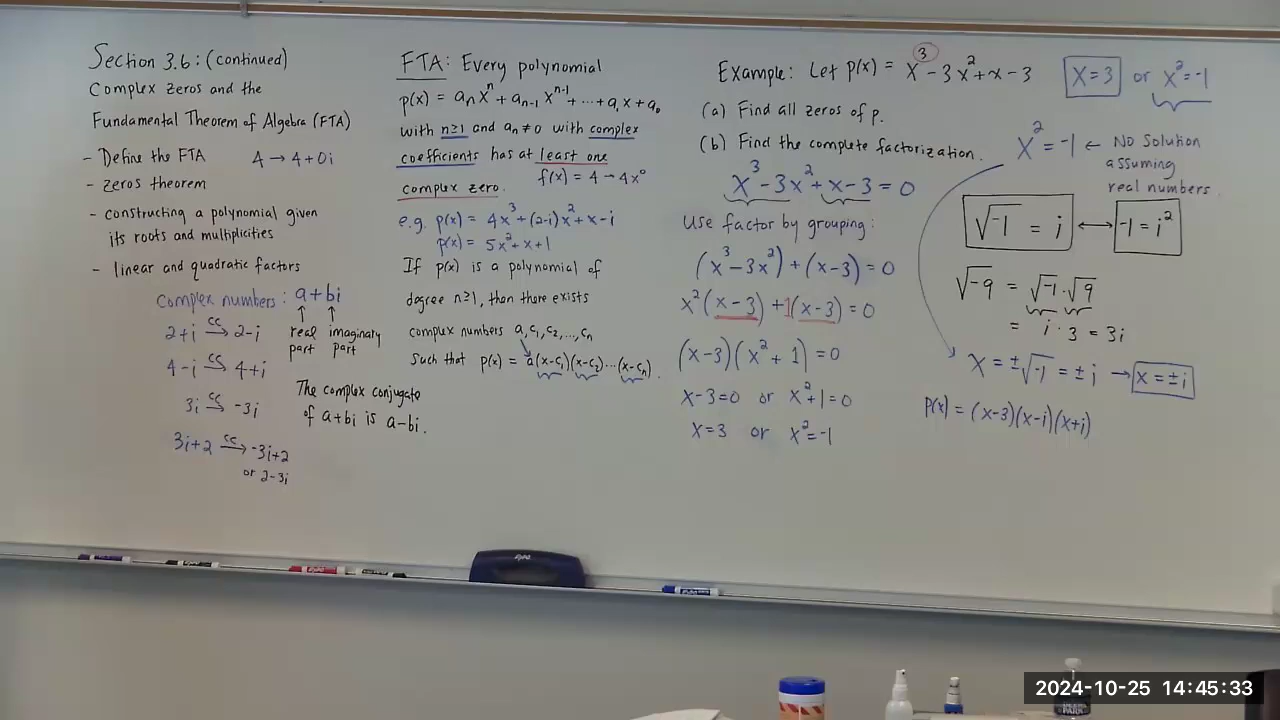 Section 3.6: (continued)
Complex Zeros and the
Fundamental Theorem of Algebra (FTA)
- Define the FTA 4 → 4+0i
- zeros theorem
- constructing a polynomial given
its roots and multiplicities
- linear and quadratic factors
complex numbers: a+bi
↑ ↑
real imaginary
part part
2+i cc→ 2-i
4-i cc→ 4+i
3i cc→ -3i
3i+2 cc→ -3i+2
or 2-3i
The complex conjugate
of a+bi is a-bi.
FTA: Every polynomial
p(x) = aₙxⁿ + aₙ₋₁xⁿ⁻¹ + ... + a₁x + a₀
with n≥1 and aₙ≠0 with complex
coefficients has at least one
complex zero. f(x) = 4 → 4x⁰
e.g. p(x) = 4x³+(2-i)x²+x-i
p(x) = 5x²+x+1
If p(x) is a polynomial of
degree n≥1, then there exists
complex numbers a,c₁,c₂,...,cₙ
such that p(x) = a(x-c₁)(x-c₂)...(x-cₙ).
Example: Let p(x) = x³-3x²+x-3
(a) Find all zeros of p.
(b) Find the complete factorization.
x³-3x²+x-3 = 0
Use factor by grouping:
(x³-3x²)+(x-3) = 0
x²(x-3)+1(x-3) = 0
(x-3)(x²+1) = 0
x-3=0 or x²+1=0
x=3 or x²=-1
x=3 or x²=-1
x²=-1 ← No Solution
assuming
real numbers.
√-1 = i ↔ -1=i²
√-9 = √-1·√9
= i·3 = 3i
x = ±√-1 = ±i → x=±i
p(x) = (x-3)(x-i)(x+i)
expo
2024-10-25 14:45:33